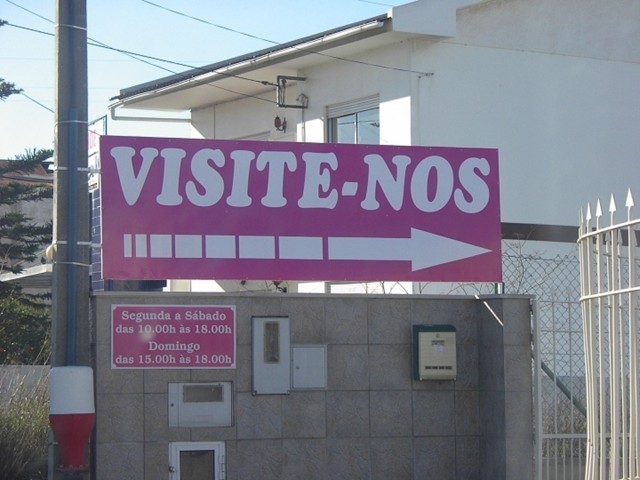 VISITE-NOS
Segunda a Sábado
das 10.00h às 18.00h
Domingo
das 15.00h às 18.00h